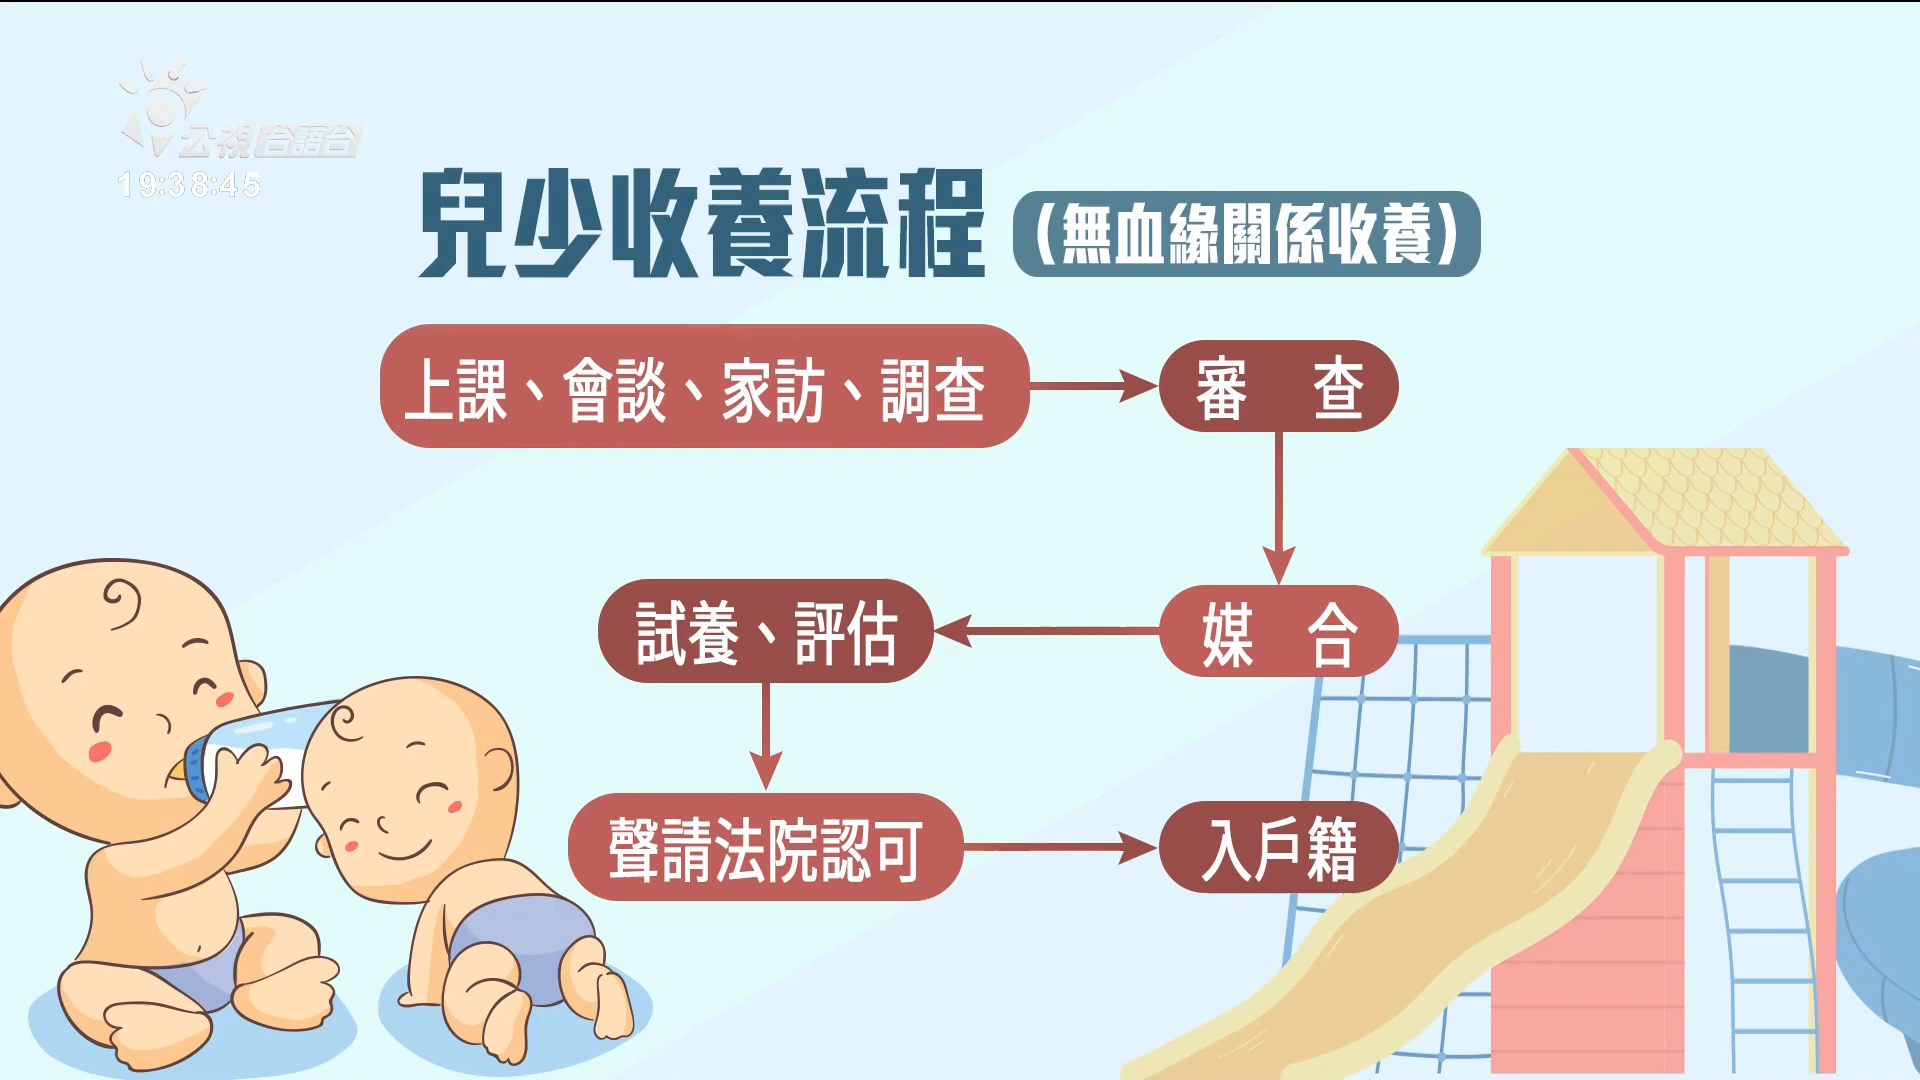 公視台語台
19:38:45
兒少收養流程 (無血緣關係收養)
上課、會談、家訪、調查
審 查
媒 合
試養、評估
聲請法院認可
入戶籍